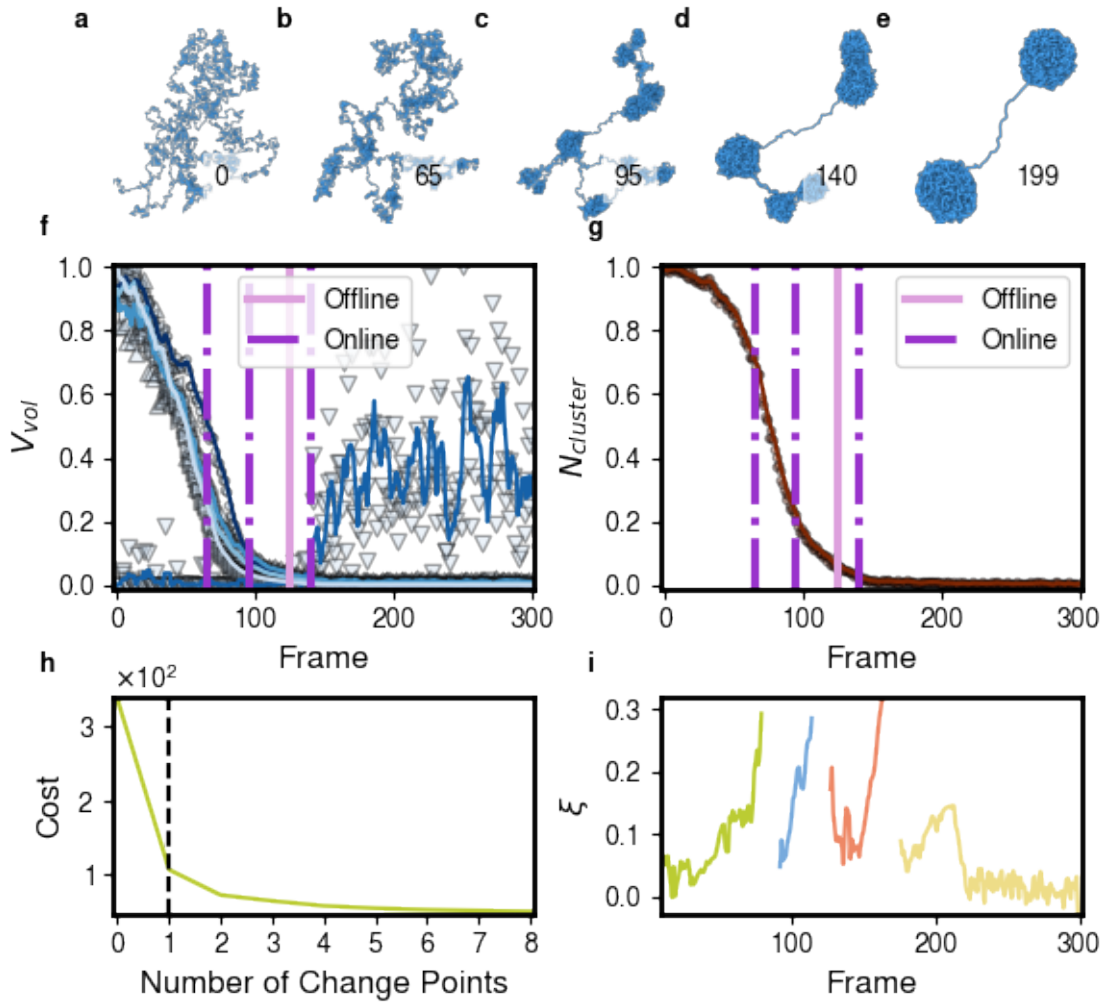 a b c d e
0 65 95 140 199
f g
1.0 0.8 0.6 0.4 0.2 0.0
V_vol
Offline
Online
0 100 200 300
Frame
1.0 0.8 0.6 0.4 0.2 0.0
N_cluster
Offline
Online
0 100 200 300
Frame
h
×10²
3 2 1
Cost
0 1 2 3 4 5 6 7 8
Number of Change Points
i
0.3 0.2 0.1 0.0
ξ
100 200 300
Frame